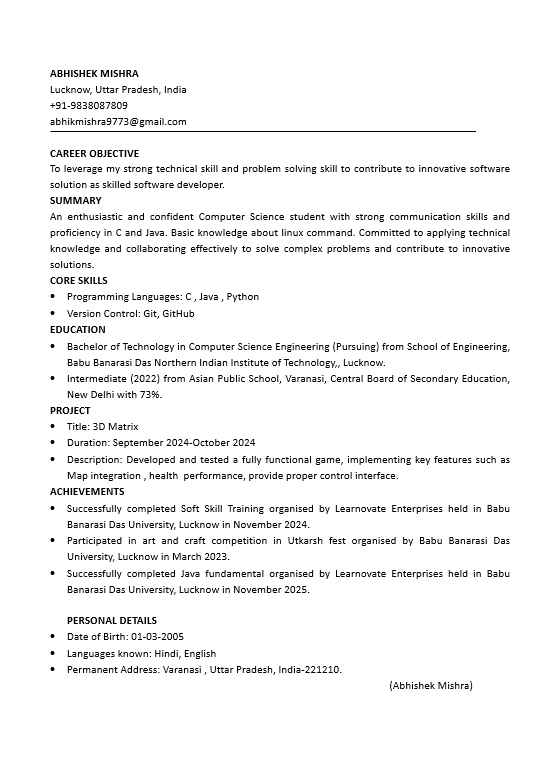 ABHISHEK MISHRA
Lucknow, Uttar Pradesh, India
+91-9838087809
abhikmishra9773@gmail.com
CAREER OBJECTIVE
To leverage my strong technical skill and problem solving skill to contribute to innovative software
solution as skilled software developer.
SUMMARY
An enthusiastic and confident Computer Science student with strong communication skills and
proficiency in C and Java. Basic knowledge about linux command. Committed to applying technical
knowledge and collaborating effectively to solve complex problems and contribute to innovative
solutions.
CORE SKILLS
• Programming Languages: C , Java , Python
• Version Control: Git, GitHub
EDUCATION
• Bachelor of Technology in Computer Science Engineering (Pursuing) from School of Engineering,
Babu Banarasi Das Northern Indian Institute of Technology,, Lucknow.
• Intermediate (2022) from Asian Public School, Varanasi, Central Board of Secondary Education,
New Delhi with 73%.
PROJECT
• Title: 3D Matrix
• Duration: September 2024-October 2024
• Description: Developed and tested a fully functional game, implementing key features such as
Map integration , health performance, provide proper control interface.
ACHIEVEMENTS
• Successfully completed Soft Skill Training organised by Learnovate Enterprises held in Babu
Banarasi Das University, Lucknow in November 2024.
• Participated in art and craft competition in Utkarsh fest organised by Babu Banarasi Das
University, Lucknow in March 2023.
• Successfully completed Java fundamental organised by Learnovate Enterprises held in Babu
Banarasi Das University, Lucknow in November 2025.
PERSONAL DETAILS
• Date of Birth: 01-03-2005
• Languages known: Hindi, English
• Permanent Address: Varanasi , Uttar Pradesh, India-221210.
(Abhishek Mishra)